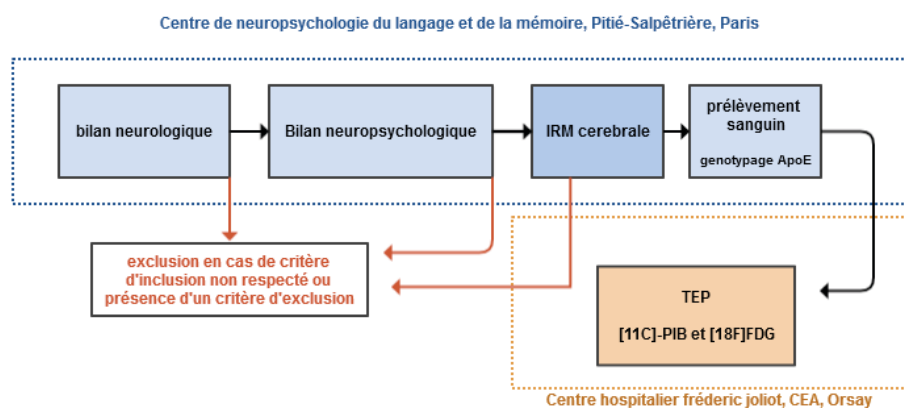 Centre de neuropsychologie du langage et de la mémoire, Pitié-Salpêtrière, Paris
bilan neurologique
Bilan neuropsychologique
IRM cerebrale
prélèvement
sanguin
genotypage ApoE
exclusion en cas de critère
d'inclusion non respecté ou
présence d'un critère d'exclusion
TEP
[11C]-PIB et [18F]FDG
Centre hospitalier fréderic joliot, CEA, Orsay